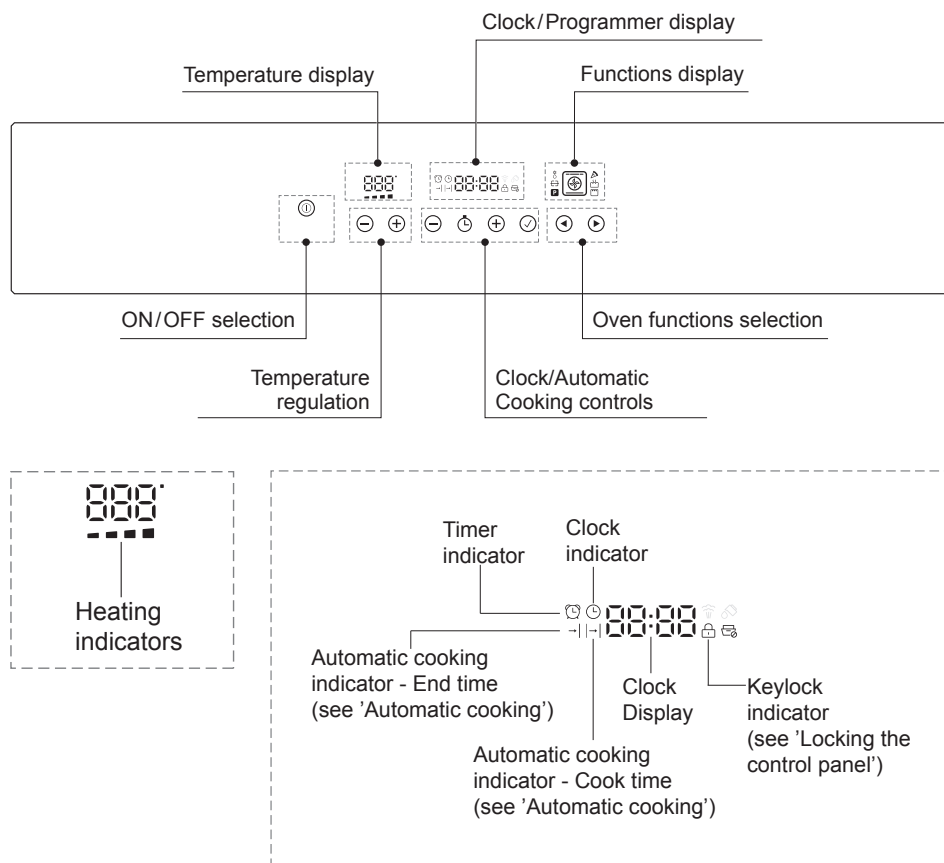 Clock/Programmer display
Temperature display
Functions display
888°
88:88
P
ON/OFF selection
Oven functions selection
Temperature
regulation
Clock/Automatic
Cooking controls
888°
Heating
indicators
Timer
indicator
Clock
indicator
88:88
Automatic cooking
indicator - End time
(see 'Automatic cooking')
Clock
Display
Keylock
indicator
(see 'Locking the
control panel')
Automatic cooking
indicator - Cook time
(see 'Automatic cooking')